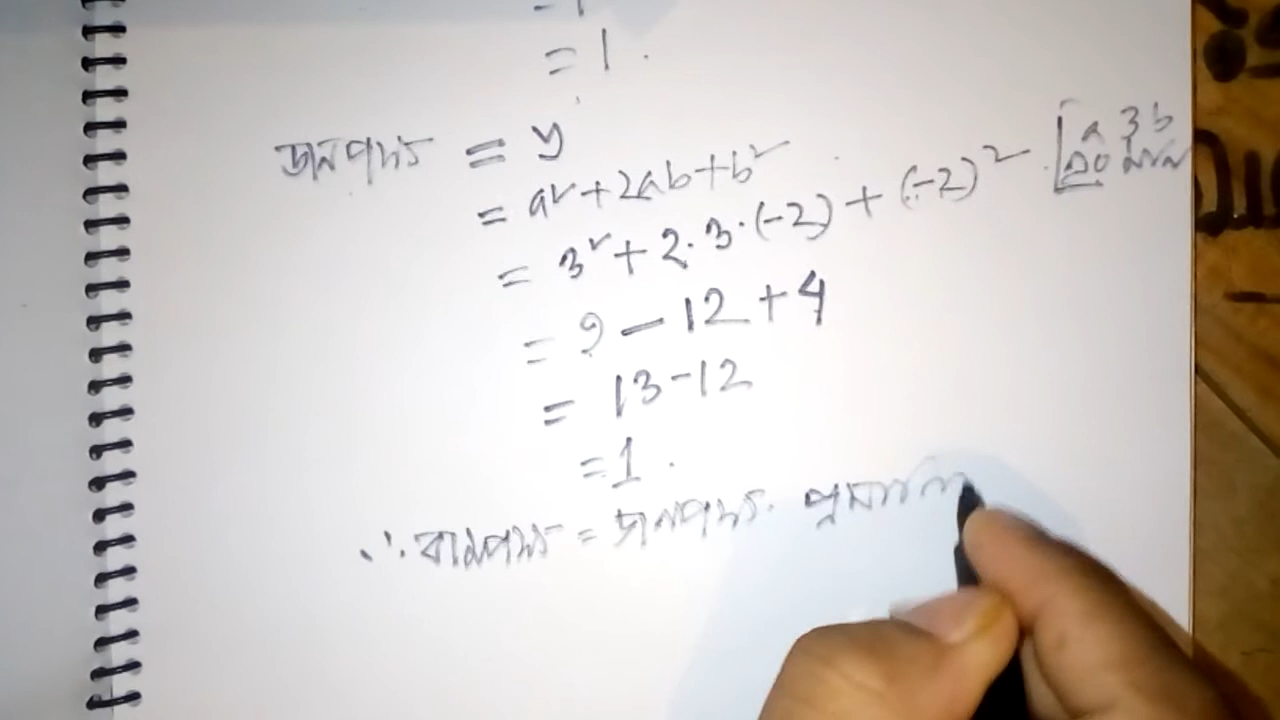 = 1 .
ডানপক্ষ = y
= a² + 2ab + b²
= 3² + 2 . 3 . (-2) + (-2)² [a ও b এর মান
= 9 - 12 + 4
= 13 - 12
= 1 .
∴ বামপক্ষ = ডানপক্ষ .